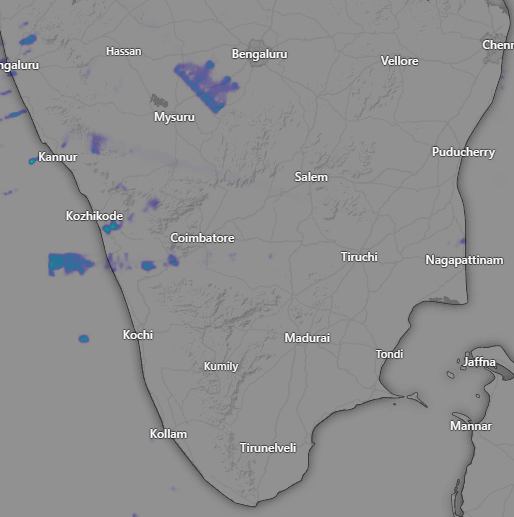 Hassan
Bengaluru
Vellore
Chenn
ngaluru
Mysuru
Kannur
Puducherry
Salem
Kozhikode
Coimbatore
Tiruchi
Nagapattinam
Kochi
Madurai
Tondi
Kumily
Jaffna
Mannar
Kollam
Tirunelveli